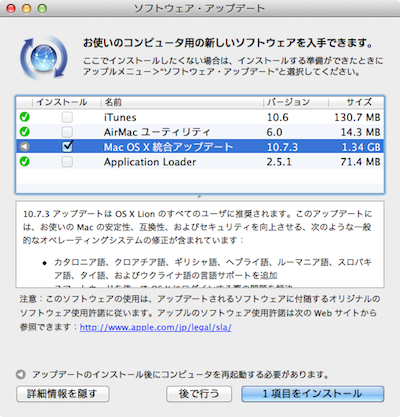 ソフトウェア・アップデート
お使いのコンピュータ用の新しいソフトウェアを入手できます。
ここでインストールしたくない場合は、インストールする準備ができたときに
アップルメニュー>“ソフトウェア・アップデート”と選択してください。
インストール 名前 バージョン サイズ
iTunes 10.6 130.7 MB
AirMac ユーティリティ 6.0 14.3 MB
Mac OS X 統合アップデート 10.7.3 1.34 GB
Application Loader 2.5.1 71.4 MB
10.7.3 アップデートは OS X Lion のすべてのユーザに推奨されます。このアップデートに
は、お使いの Mac の安定性、互換性、およびセキュリティを向上させる、次のような一般
的なオペレーティングシステムの修正が含まれています：
• カタロニア語、クロアチア語、ギリシャ語、ヘブライ語、ルーマニア語、スロバキ
ア語、タイ語、およびウクライナ語の言語サポートを追加
注意：このソフトウェアの使用は、アップデートされるソフトウェアに付随するオリジナルの
ソフトウェア使用許諾に従います。アップルのソフトウェア使用許諾は次の Web サイトから
参照できます：http://www.apple.com/jp/legal/sla/
アップデートのインストール後にコンピュータを再起動する必要があります。
詳細情報を隠す 後で行う 1 項目をインストール